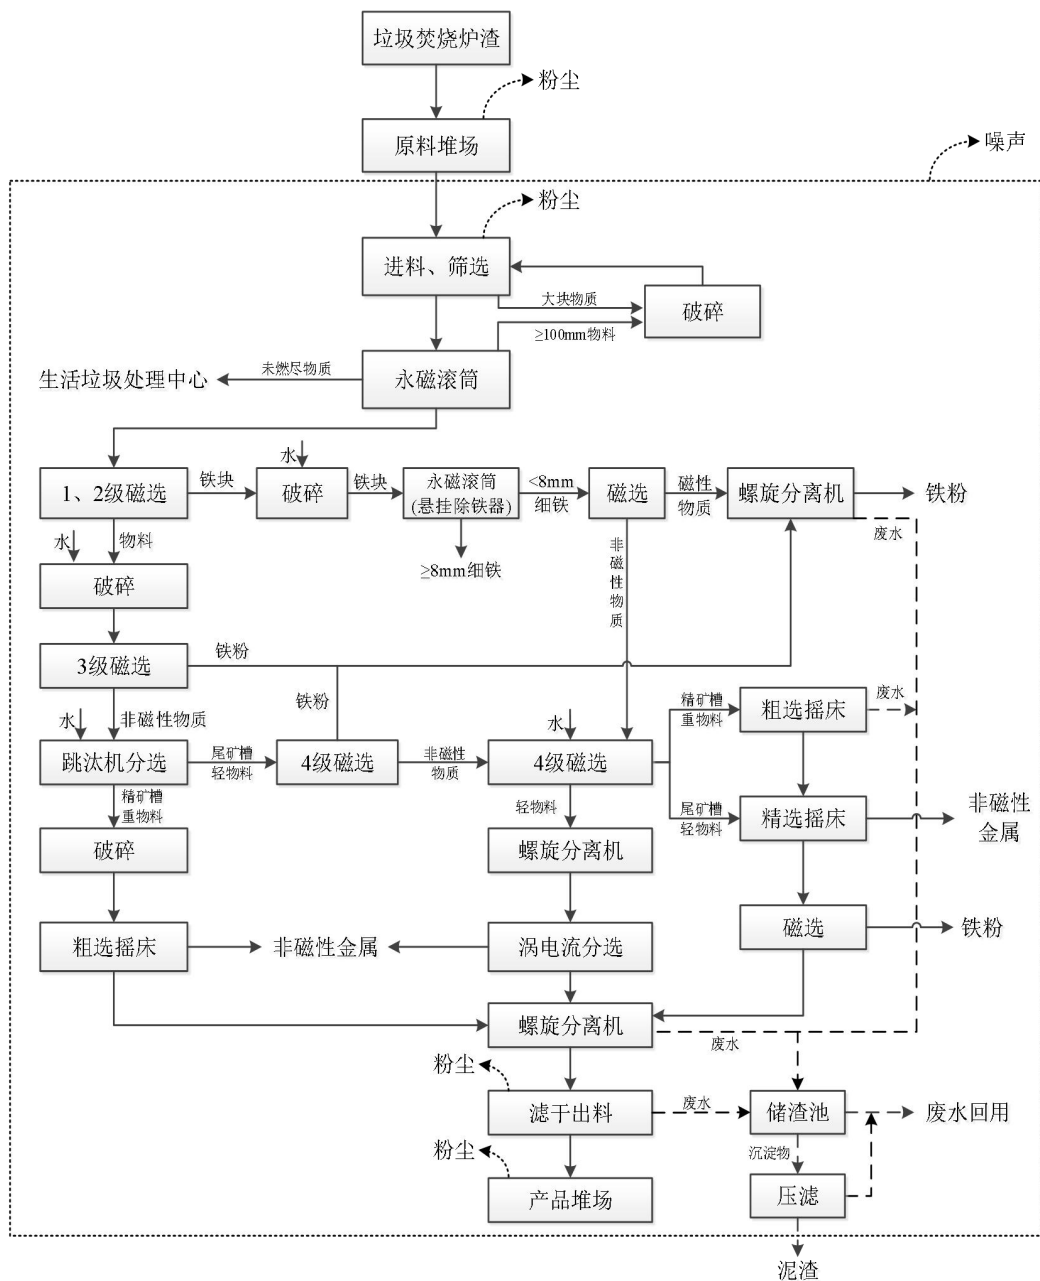 垃圾焚烧炉渣
粉尘
原料堆场
噪声
粉尘
进料、筛选
大块物质
破碎
≥100mm物料
生活垃圾处理中心
未燃尽物质
永磁滚筒
1、2级磁选
铁块
水
破碎
铁块
永磁滚筒
(悬挂除铁器)
<8mm
细铁
磁选
磁性
物质
螺旋分离机
铁粉
废水
水
物料
≥8mm细铁
非磁性物质
破碎
3级磁选
铁粉
铁粉
水
非磁性物质
水
精矿槽
重物料
粗选摇床
废水
跳汰机分选
尾矿槽
轻物料
4级磁选
非磁性
物质
4级磁选
精矿槽
重物料
轻物料
尾矿槽
轻物料
精选摇床
非磁性
金属
破碎
螺旋分离机
粗选摇床
非磁性金属
涡电流分选
磁选
铁粉
螺旋分离机
废水
粉尘
滤干出料
废水
储渣池
废水回用
粉尘
沉淀物
产品堆场
压滤
泥渣